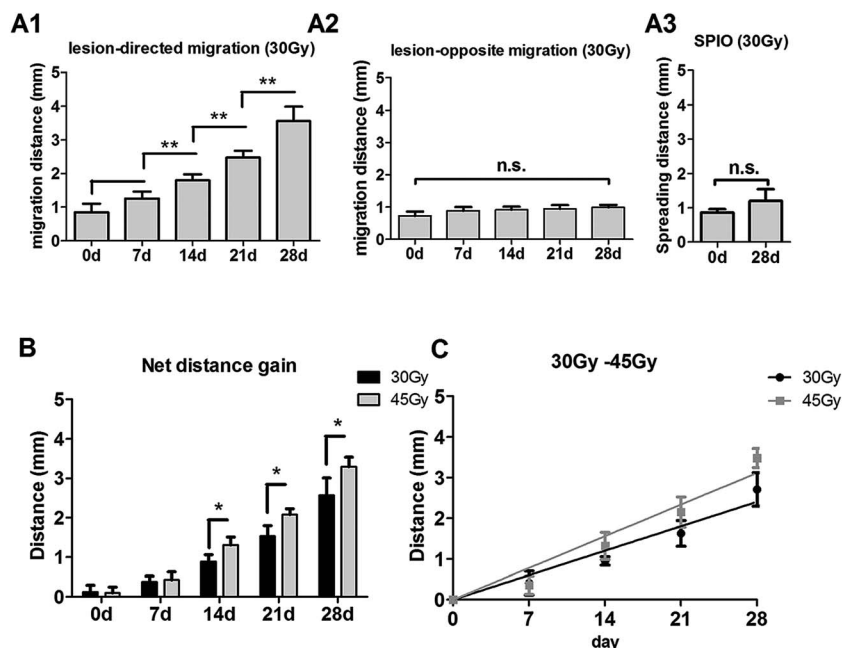 A1
lesion-directed migration (30Gy)
migration distance (mm)
5
4
3
2
1
0
**
**
**
0d 7d 14d 21d 28d
A2
lesion-opposite migration (30Gy)
migration distance (mm)
5
4
3
2
1
0
n.s.
0d 7d 14d 21d 28d
A3
SPIO (30Gy)
Spreading distance (mm)
5
4
3
2
1
0
n.s.
0d 28d
B
Net distance gain
30Gy
45Gy
Distance (mm)
5
4
3
2
1
0
*
*
*
0d 7d 14d 21d 28d
C
30Gy -45Gy
30Gy
45Gy
Distance (mm)
5
4
3
2
1
0
0 7 14 21 28
day